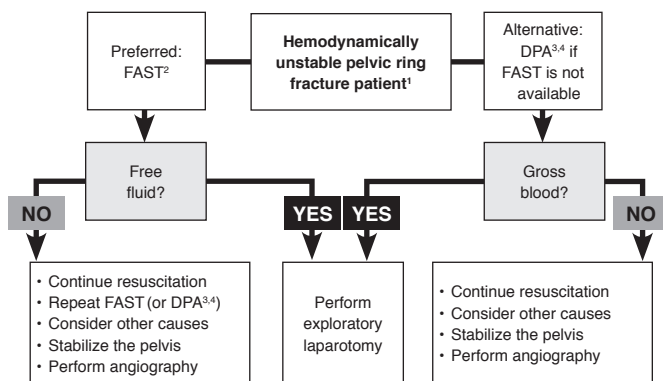 Preferred:
FAST²
Hemodynamically
unstable pelvic ring
fracture patient¹
Alternative:
DPA³,⁴ if
FAST is not
available
Free
fluid?
Gross
blood?
NO
YES
YES
NO
• Continue resuscitation
• Repeat FAST (or DPA³,⁴)
• Consider other causes
• Stabilize the pelvis
• Perform angiography
Perform
exploratory
laparotomy
• Continue resuscitation
• Consider other causes
• Stabilize the pelvis
• Perform angiography